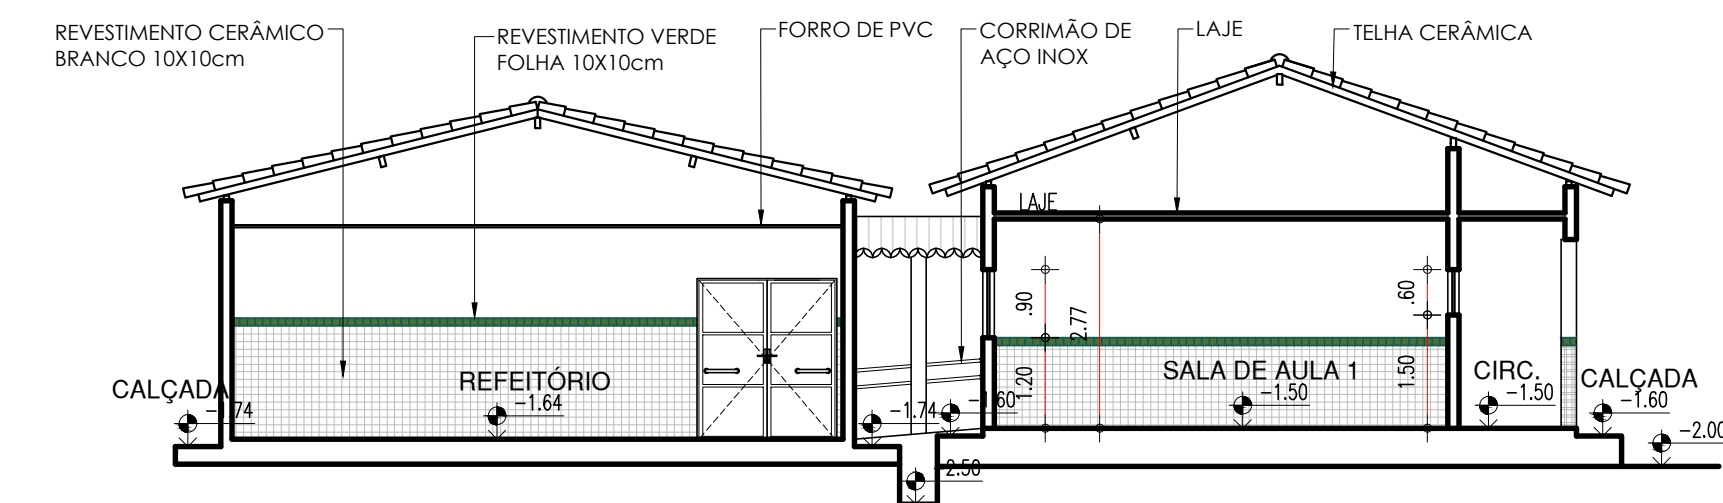 REVESTIMENTO CERÂMICO
BRANCO 10X10cm
REVESTIMENTO VERDE
FOLHA 10X10cm
FORRO DE PVC
CORRIMÃO DE
AÇO INOX
LAJE
TELHA CERÂMICA
LAJE
.90
2.77
1.20
.60
1.50
CALÇADA
-1.74
REFEITÓRIO
-1.64
-1.74
-1.60
SALA DE AULA 1
-1.50
CIRC.
-1.50
CALÇADA
-1.60
-2.00
-2.50